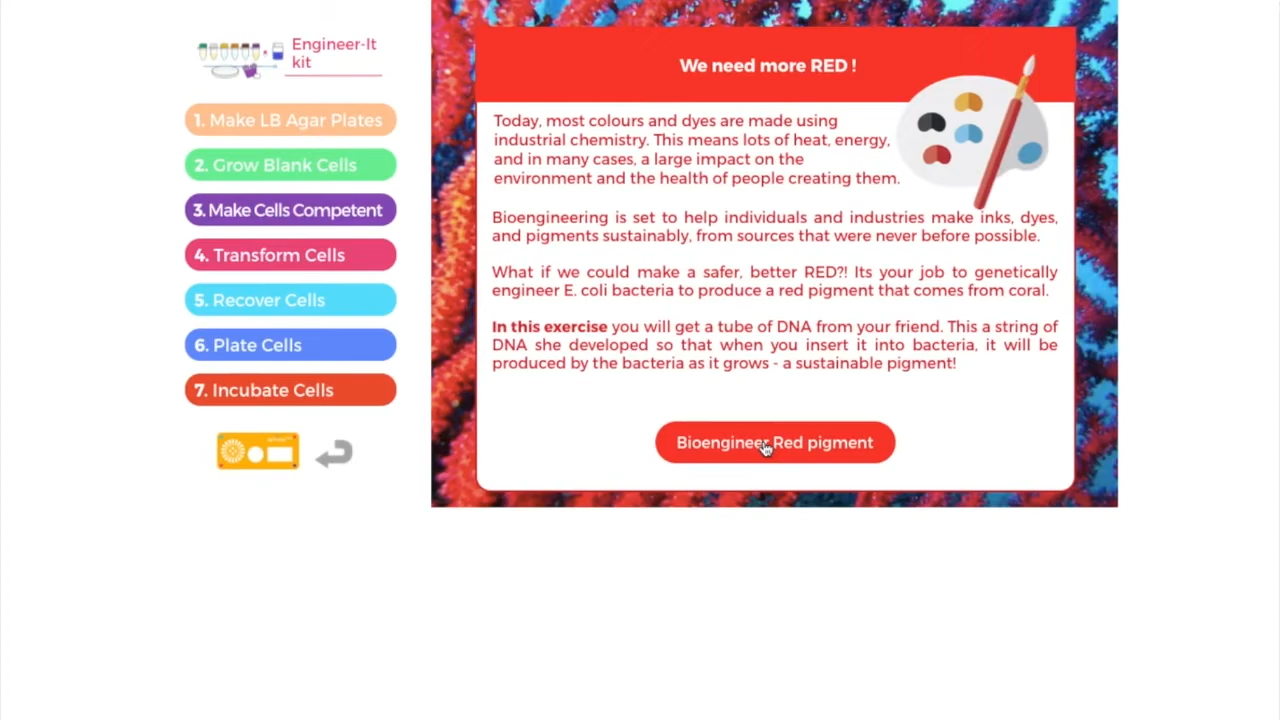 Engineer-It
kit
1. Make LB Agar Plates
2. Grow Blank Cells
3. Make Cells Competent
4. Transform Cells
5. Recover Cells
6. Plate Cells
7. Incubate Cells
We need more RED !
Today, most colours and dyes are made using
industrial chemistry. This means lots of heat, energy,
and in many cases, a large impact on the
environment and the health of people creating them.
Bioengineering is set to help individuals and industries make inks, dyes,
and pigments sustainably, from sources that were never before possible.
What if we could make a safer, better RED?! Its your job to genetically
engineer E. coli bacteria to produce a red pigment that comes from coral.
In this exercise you will get a tube of DNA from your friend. This a string of
DNA she developed so that when you insert it into bacteria, it will be
produced by the bacteria as it grows - a sustainable pigment!
Bioengineer Red pigment